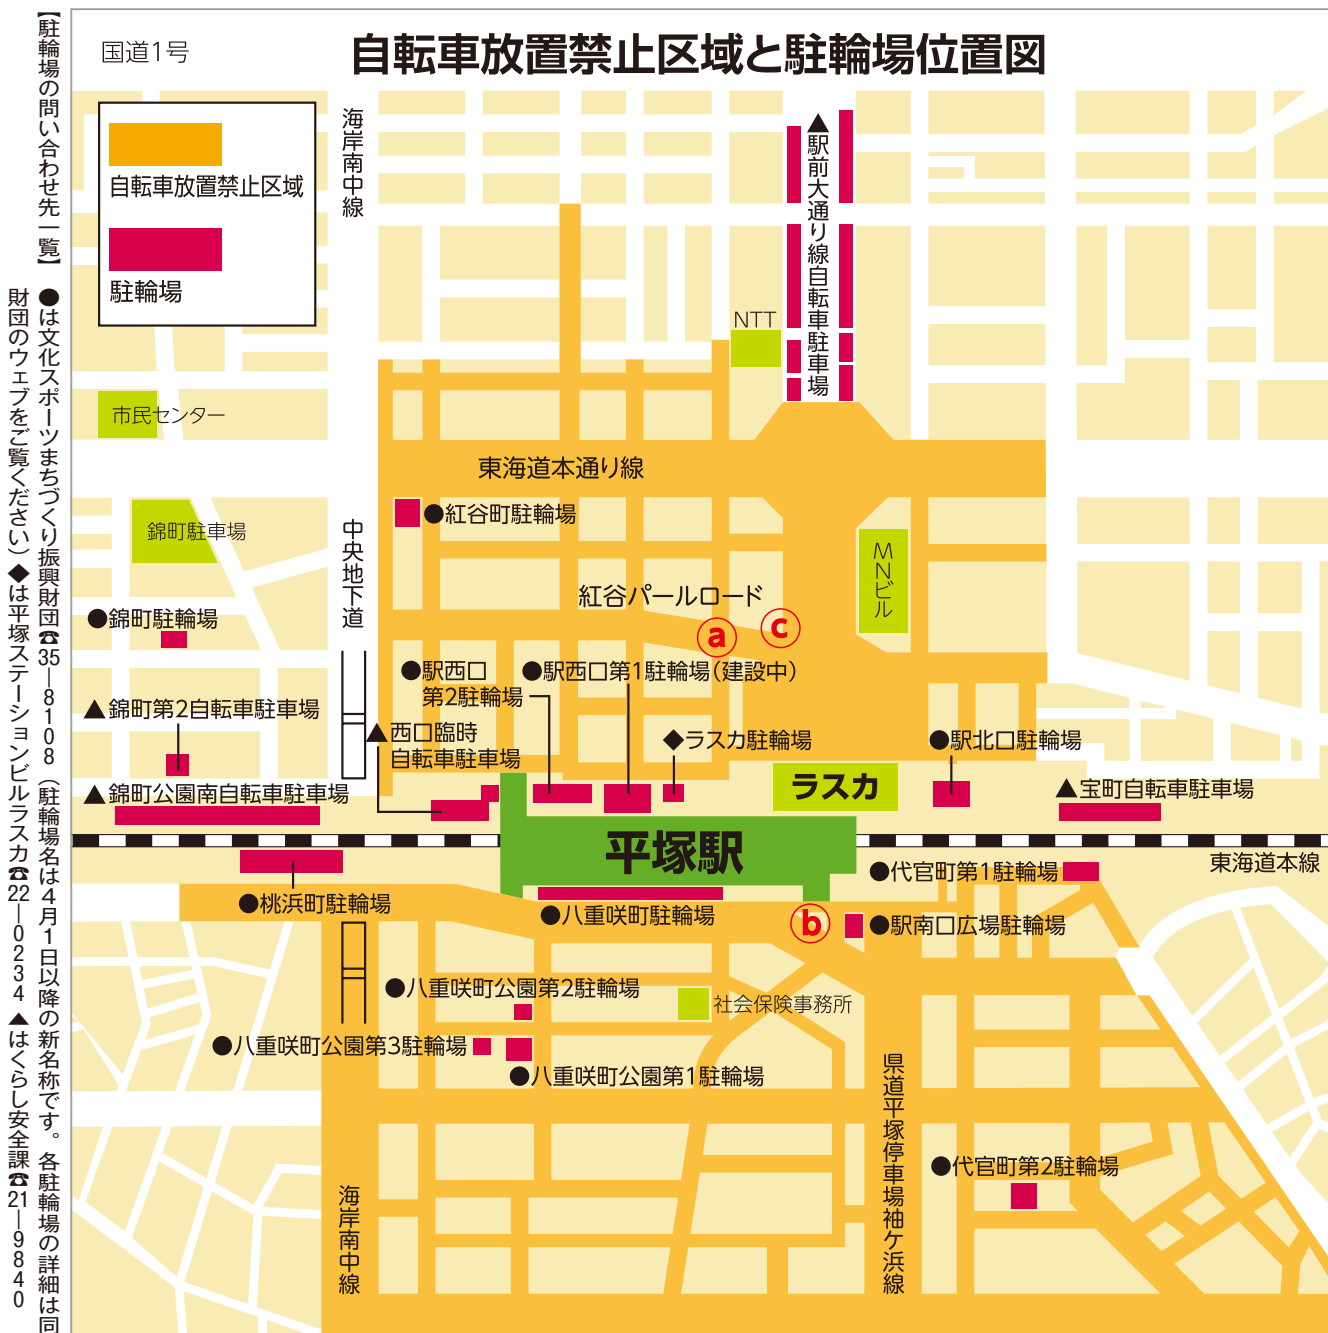 自転車放置禁止区域と駐輪場位置図
国道1号
自転車放置禁止区域
駐輪場
海岸南中線
▲駅前大通り線自転車駐車場
NTT
市民センター
東海道本通り線
錦町駐車場
●紅谷町駐輪場
中央地下道
MNビル
紅谷パールロード
a
c
●錦町駐輪場
●駅西口
第2駐輪場
●駅西口第1駐輪場(建設中)
▲錦町第2自転車駐車場
▲西口臨時
自転車駐車場
◆ラスカ駐輪場
●駅北口駐輪場
ラスカ
▲錦町公園南自転車駐車場
▲宝町自転車駐車場
平塚駅
東海道本線
●代官町第1駐輪場
●桃浜町駐輪場
●八重咲町駐輪場
b
●駅南口広場駐輪場
●八重咲町公園第2駐輪場
社会保険事務所
●八重咲町公園第3駐輪場
●八重咲町公園第1駐輪場
県道平塚停車場袖ケ浜線
●代官町第2駐輪場
海岸南中線
【駐輪場の問い合わせ先一覧】 ●は文化スポーツまちづくり振興財団☎35―8108(駐輪場名は4月1日以降の新名称です。各駐輪場の詳細は同
財団のウェブをご覧ください)◆は平塚ステーションビルラスカ☎22―0234▲はくらし安全課☎21―9840